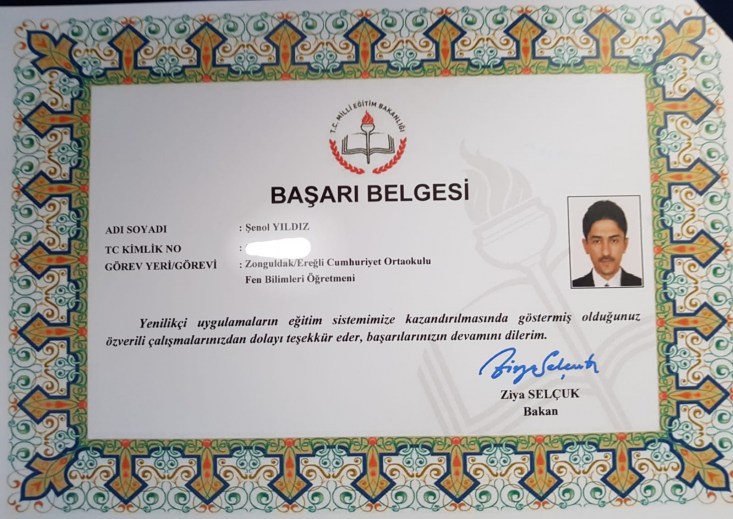 T.C. MİLLİ EĞİTİM BAKANLIĞI
BAŞARI BELGESİ
ADI SOYADI : Şenol YILDIZ
TC KİMLİK NO :
GÖREV YERİ/GÖREVİ : Zonguldak/Ereğli Cumhuriyet Ortaokulu
Fen Bilimleri Öğretmeni
Yenilikçi uygulamaların eğitim sistemimize kazandırılmasında göstermiş olduğunuz
özverili çalışmalarınızdan dolayı teşekkür eder, başarılarınızın devamını dilerim.
Ziya Selçuk
Ziya SELÇUK
Bakan